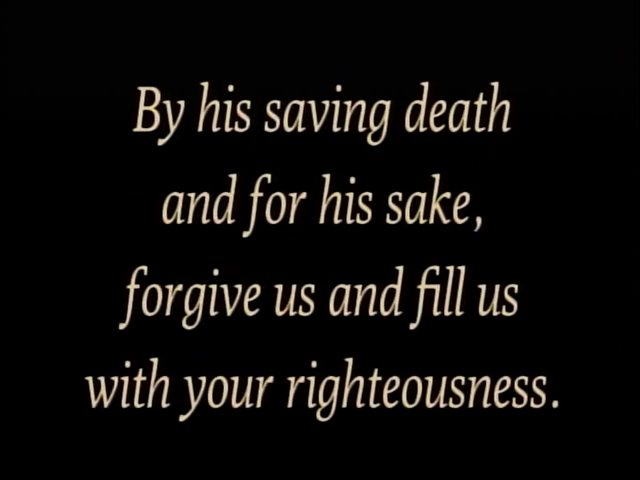 By his saving death
and for his sake,
forgive us and fill us
with your righteousness.